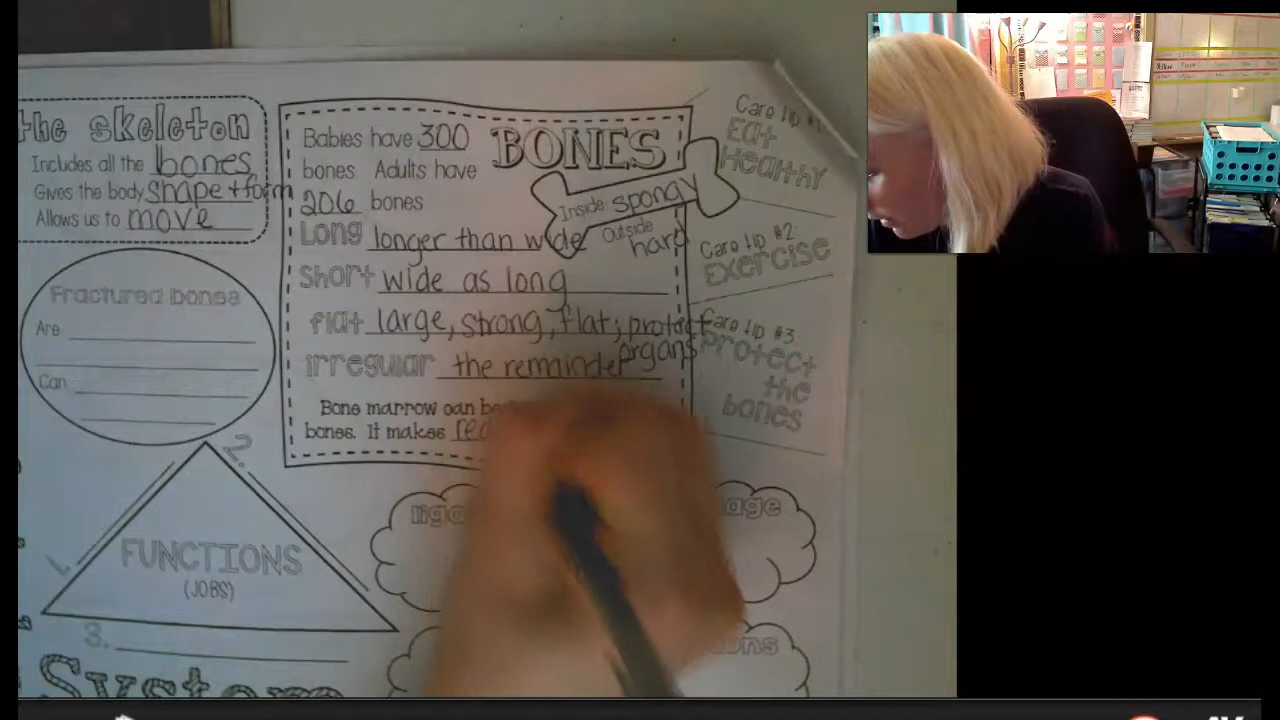 the skeleton
Includes all the bones
Gives the body shape + form
Allows us to move
Fractured bones
Are
Can
Babies have 300
bones Adults have
206 bones
BONES
Inside: spongy
Outside
hard
Long longer than wide
short wide as long
flat large, strong, flat, protect
organs
irregular the remainder
Bone marrow can be
bones. It makes red
Care tip #1
Eat
Healthy
Care tip #2:
Exercise
Care tip #3
Protect
the
bones
FUNCTIONS
(JOBS)
1.
2.
3.
System